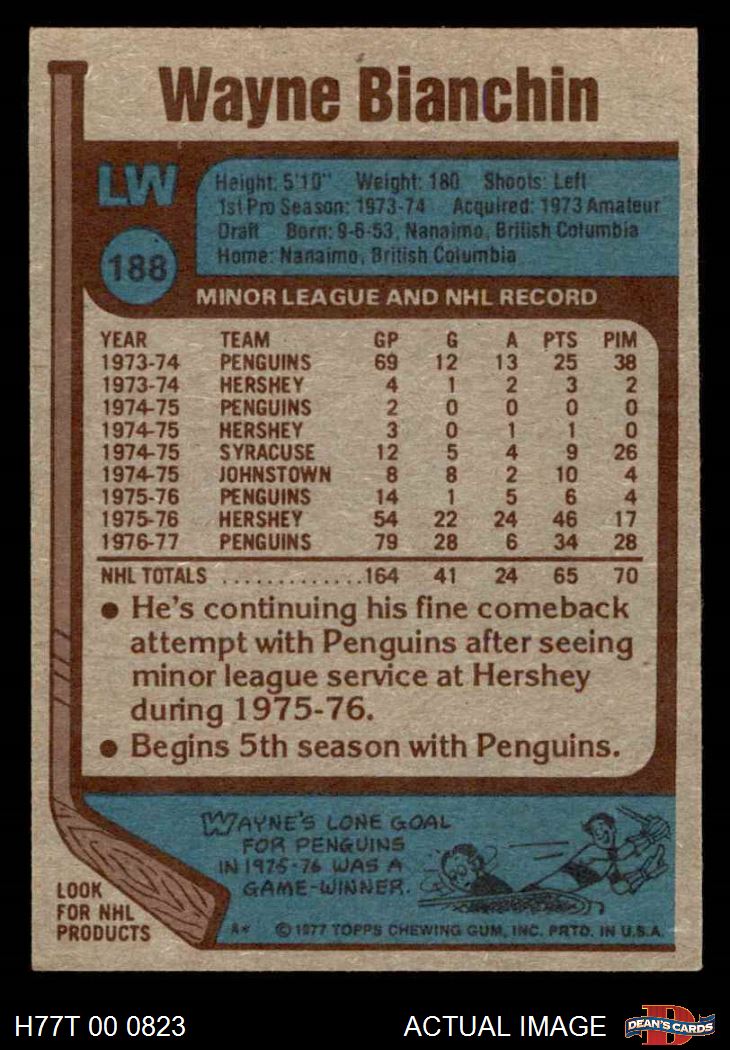 Wayne Bianchin
LW
188
Height: 5'10" Weight: 180 Shoots: Left
1st Pro Season: 1973-74 Acquired: 1973 Amateur
Draft Born: 9-6-53, Nanaimo, British Columbia
Home: Nanaimo, British Columbia
MINOR LEAGUE AND NHL RECORD
YEAR TEAM GP G A PTS PIM
1973-74 PENGUINS 69 12 13 25 38
1973-74 HERSHEY 4 1 2 3 2
1974-75 PENGUINS 2 0 0 0 0
1974-75 HERSHEY 3 0 1 1 0
1974-75 SYRACUSE 12 5 4 9 26
1974-75 JOHNSTOWN 8 8 2 10 4
1975-76 PENGUINS 14 1 5 6 4
1975-76 HERSHEY 54 22 24 46 17
1976-77 PENGUINS 79 28 6 34 28
NHL TOTALS .............164 41 24 65 70
● He's continuing his fine comeback
attempt with Penguins after seeing
minor league service at Hershey
during 1975-76.
● Begins 5th season with Penguins.
WAYNE'S LONE GOAL
FOR PENGUINS
IN 1975-76 WAS A
GAME-WINNER.
LOOK
FOR NHL
PRODUCTS
A* © 1977 TOPPS CHEWING GUM, INC. PRTD. IN U.S.A.
H77T 00 0823 ACTUAL IMAGE
D
DEAN'S CARDS